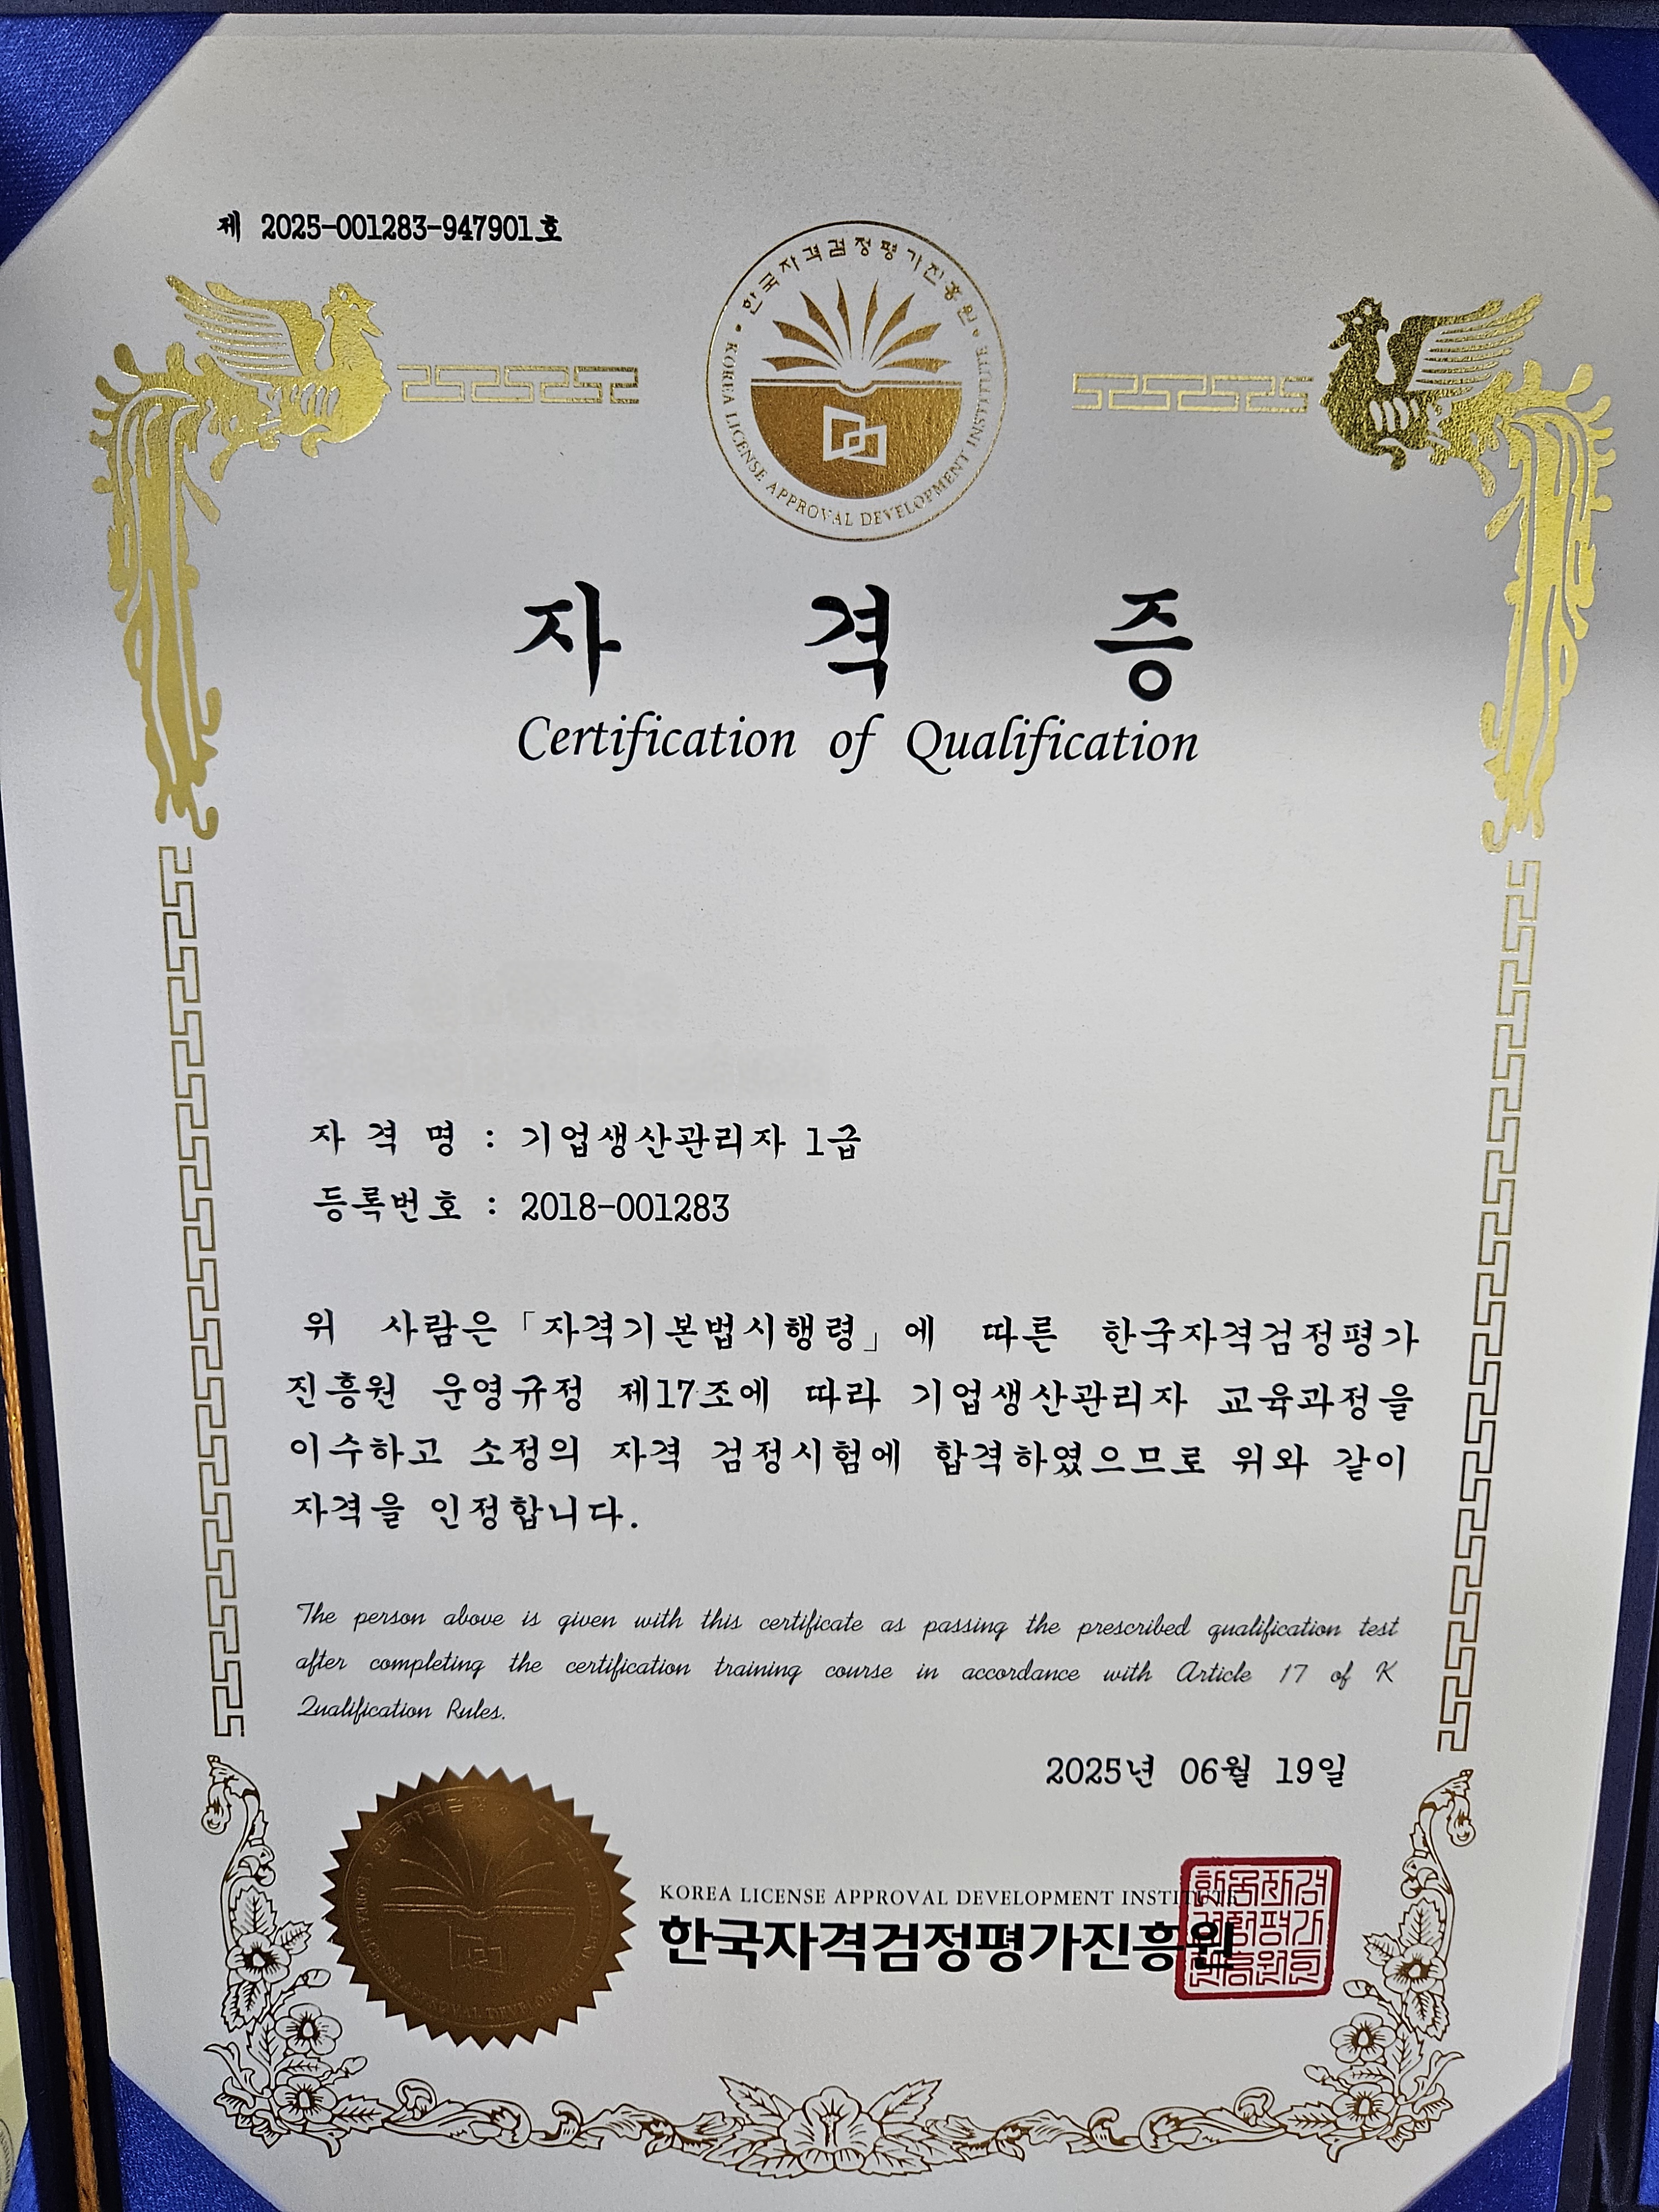 제 2025-001283-947901호
한국자격검정평가진흥원
KOREA LICENSE APPROVAL DEVELOPMENT INSTITUTE
자 격 증
Certification of Qualification
자 격 명 : 기업생산관리자 1급
등록번호 : 2018-001283
위 사람은「자격기본법시행령」에 따른 한국자격검정평가
진흥원 운영규정 제17조에 따라 기업생산관리자 교육과정을
이수하고 소정의 자격 검정시험에 합격하였으므로 위와 같이
자격을 인정합니다.
The person above is given with this certificate as passing the prescribed qualification test
after completing the certification training course in accordance with Article 17 of K
Qualification Rules.
2025년 06월 19일
KOREA LICENSE APPROVAL DEVELOPMENT INSTITUTE
한국자격검정평가진흥원